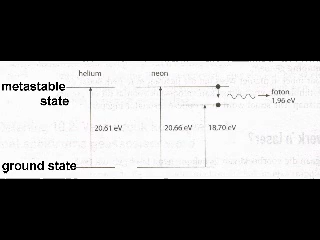 helium
neon
metastable
state
foton
1,96 eV
20,61 eV
20,66 eV
18,70 eV
ground state